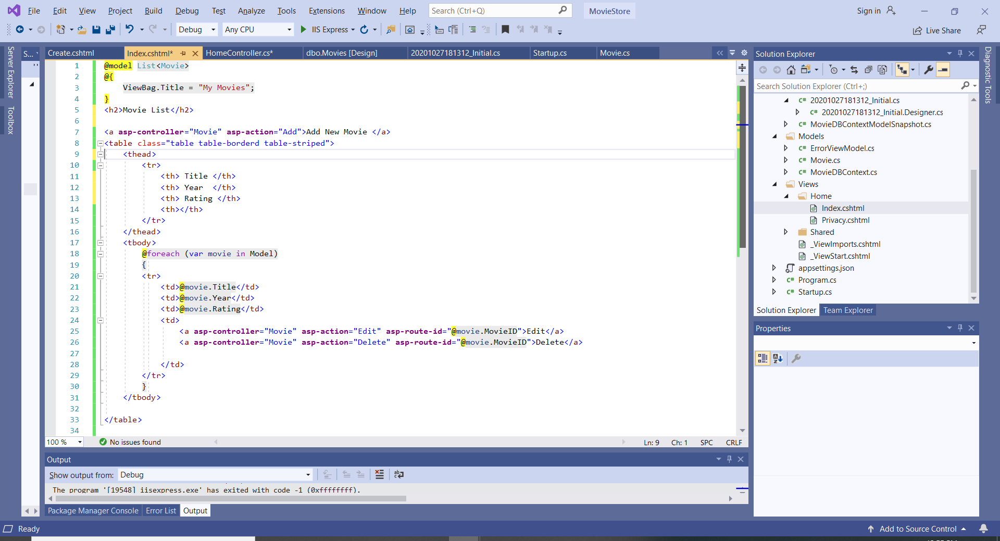 File Edit View Project Build Debug Test Analyze Tools Extensions Window Help Search (Ctrl+Q) MovieStore Sign in
Debug Any CPU IIS Express Live Share
Server Explorer
Toolbox
S...
Create.cshtml Index.cshtml* HomeController.cs* dbo.Movies [Design] 20201027181312_Initial.cs Startup.cs Movie.cs
1 @model List<Movie>
2 @{
3 ViewBag.Title = "My Movies";
4 }
5 <h2>Movie List</h2>
6
7 <a asp-controller="Movie" asp-action="Add">Add New Movie </a>
8 <table class="table table-borderd table-striped">
9 <thead>
10 <tr>
11 <th> Title </th>
12 <th> Year  </th>
13 <th> Rating </th>
14 <th></th>
15 </tr>
16 </thead>
17 <tbody>
18 @foreach (var movie in Model)
19 {
20 <tr>
21 <td>@movie.Title</td>
22 <td>@movie.Year</td>
23 <td>@movie.Rating</td>
24 <td>
25 <a asp-controller="Movie" asp-action="Edit" asp-route-id="@movie.MovieID">Edit</a>
26 <a asp-controller="Movie" asp-action="Delete" asp-route-id="@movie.MovieID">Delete</a>
27
28 </td>
29 </tr>
30 }
31 </tbody>
32
33 </table>
34
100 % No issues found Ln: 9 Ch: 1 SPC CRLF
Output
Show output from: Debug
The program '[19548] iisexpress.exe' has exited with code -1 (0xffffffff).
Package Manager Console Error List Output
Solution Explorer
Search Solution Explorer (Ctrl+;)
C# 20201027181312_Initial.cs
C# 20201027181312_Initial.Designer.cs
C# MovieDBContextModelSnapshot.cs
Models
C# ErrorViewModel.cs
C# Movie.cs
C# MovieDBContext.cs
Views
Home
Index.cshtml
Privacy.cshtml
Shared
_ViewImports.cshtml
_ViewStart.cshtml
appsettings.json
C# Program.cs
C# Startup.cs
Solution Explorer Team Explorer
Properties
Diagnostic Tools
Ready Add to Source Control